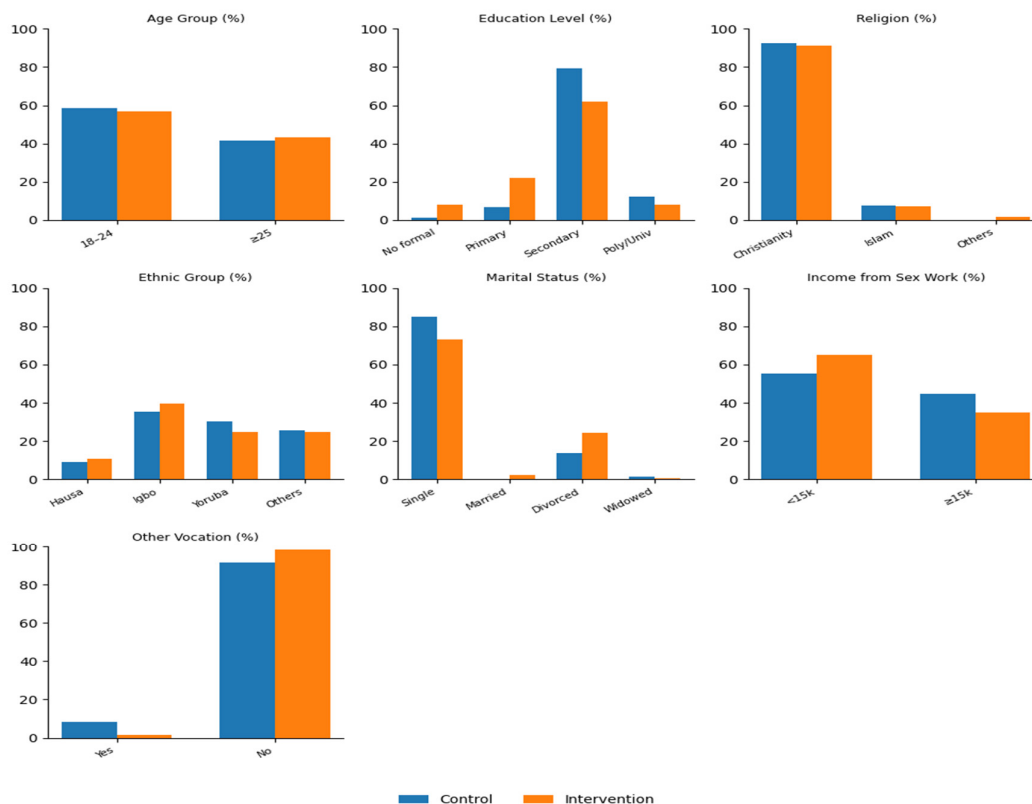 Age Group (%)
100
80
60
40
20
0
18–24
≥25
Education Level (%)
100
80
60
40
20
0
No formal
Primary
Secondary
Poly/Univ
Religion (%)
100
80
60
40
20
0
Christianity
Islam
Others
Ethnic Group (%)
100
80
60
40
20
0
Hausa
Igbo
Yoruba
Others
Marital Status (%)
100
80
60
40
20
0
Single
Married
Divorced
Widowed
Income from Sex Work (%)
100
80
60
40
20
0
<15k
≥15k
Other Vocation (%)
100
80
60
40
20
0
Yes
No
Control
Intervention